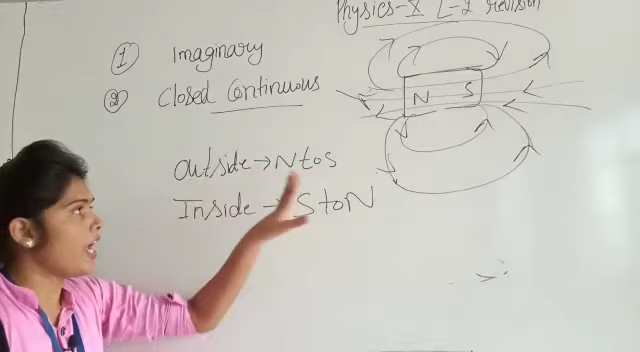 Physics-X L-2 revision
① Imaginary
② Closed Continuous
N S
Outside → N to S
Inside → S to N